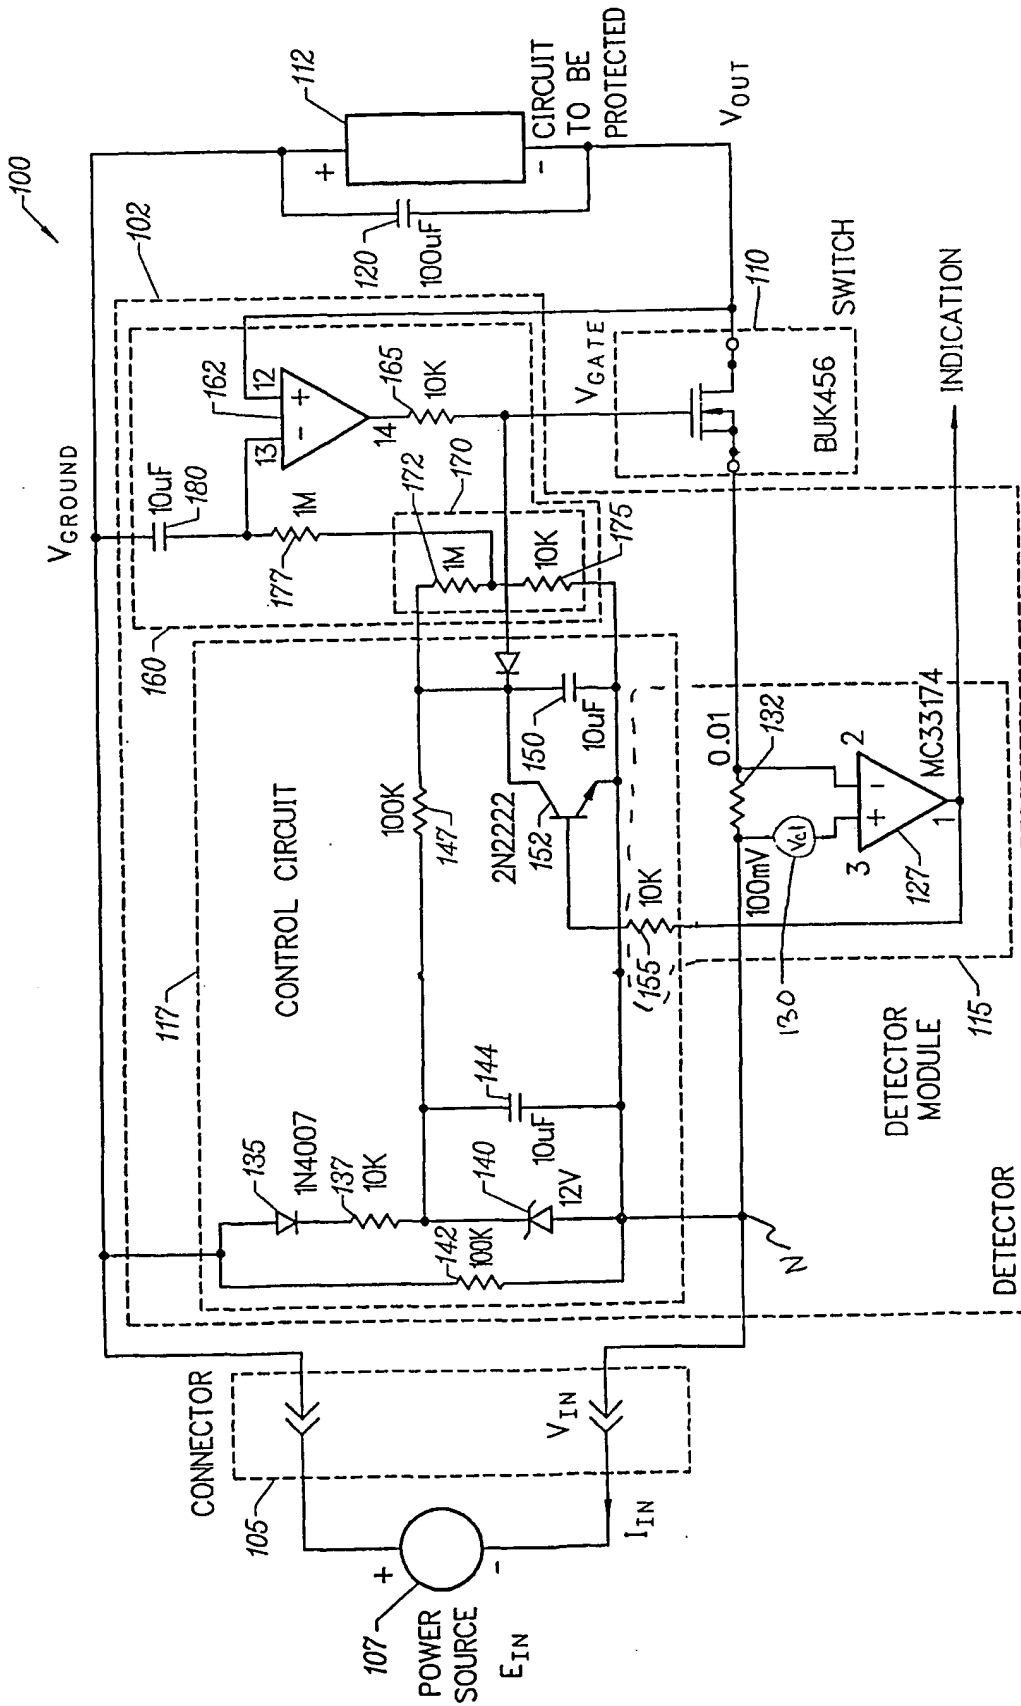 100
112
CIRCUIT
TO BE
PROTECTED
+
-
120
100uF
VOUT
102
VGROUND
10uF
180
162
13
12
-
+
14
165
10K
VGATE
1M
177
170
172
1M
10K
175
160
110
SWITCH
BUK456
INDICATION
117
CONTROL CIRCUIT
100K
147
150
10uF
2N2222
152
10K
155
144
10uF
135
1N4007
137
10K
140
12V
142
100K
0.01
132
100mV
Vcl
130
3
2
+
-
1
127
MC33174
115
DETECTOR
MODULE
N
DETECTOR
CONNECTOR
105
VIN
IIN
+
-
107
POWER
SOURCE
EIN